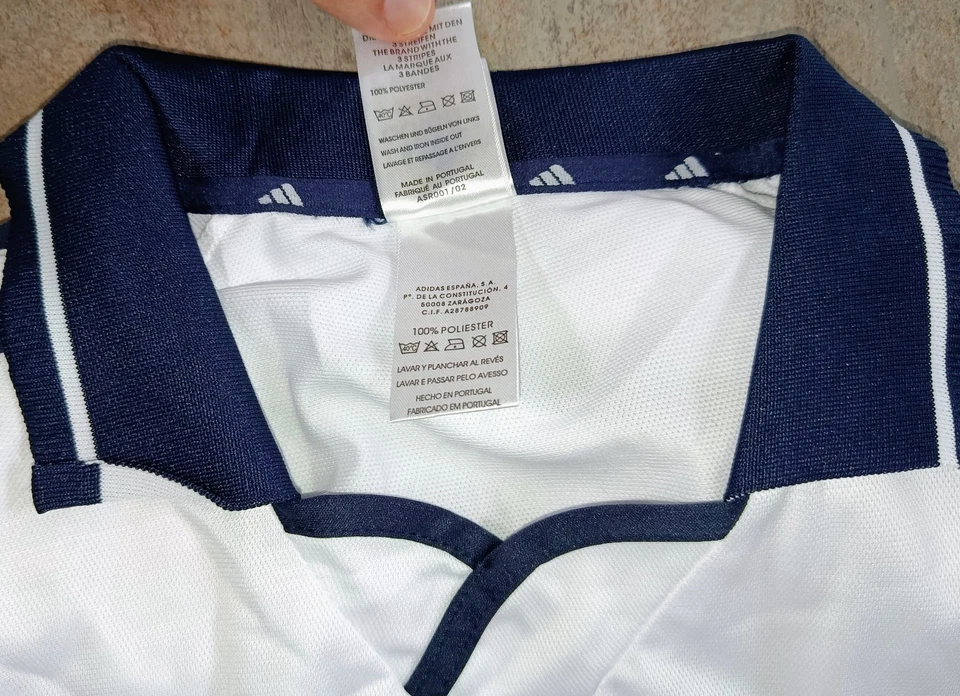 MIT DEN
3 STREIFEN
THE BRAND WITH THE
3 STRIPES
LA MARQUE AUX
3 BANDES
100% POLYESTER
40°C
WASCHEN UND BÜGELN VON LINKS
WASH AND IRON INSIDE OUT
LAVAGE ET REPASSAGE A L'ENVERS
MADE IN PORTUGAL
FABRIQUÉ AU PORTUGAL
ASR001/02
ADIDAS ESPAÑA, S.A.
Pº. DE LA CONSTITUCIÓN, 4
50008 ZARAGOZA
C.I.F. A28788909
100% POLIESTER
40°C
LAVAR Y PLANCHAR AL REVÉS
LAVAR E PASSAR PELO AVESSO
HECHO EN PORTUGAL
FABRICADO EM PORTUGAL